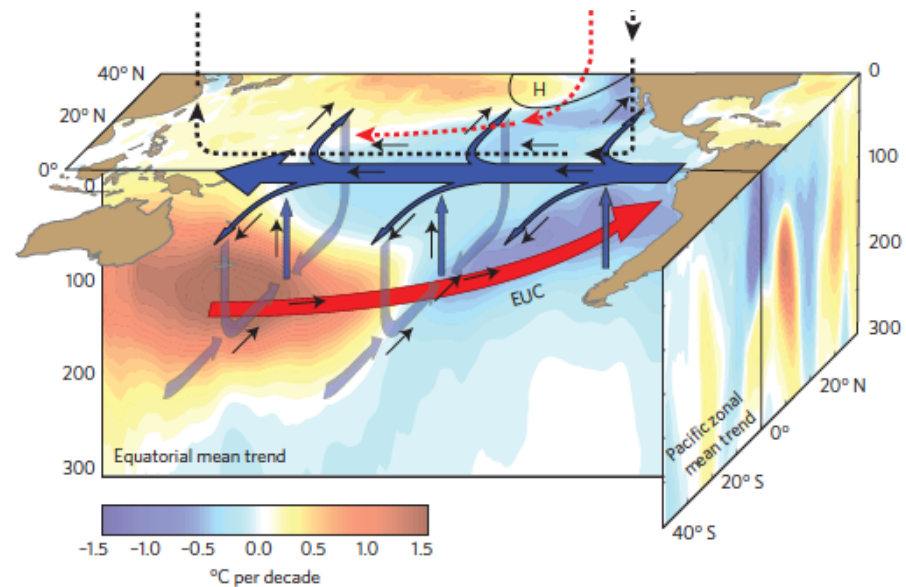 40° N
20° N
0°
0
100
200
300
H
EUC
Equatorial mean trend
0
100
200
300
20° N
0°
20° S
40° S
Pacific zonal
mean trend
-1.5 -1.0 -0.5 0.0 0.5 1.0 1.5
°C per decade